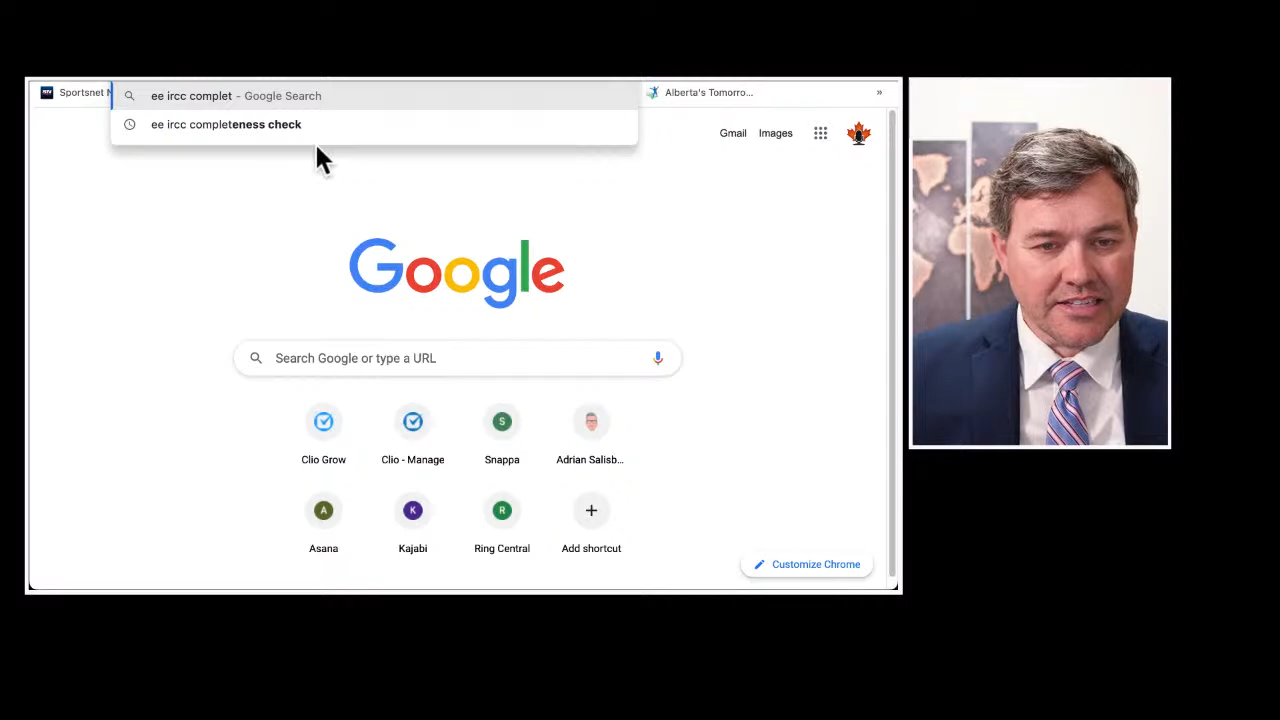 Sportsnet N
ee ircc complet - Google Search
Alberta's Tomorro...
»
ee ircc completeness check
Gmail
Images
Google
Search Google or type a URL
Clio Grow
Clio - Manage
S
Snappa
Adrian Salisb...
A
Asana
K
Kajabi
R
Ring Central
Add shortcut
Customize Chrome